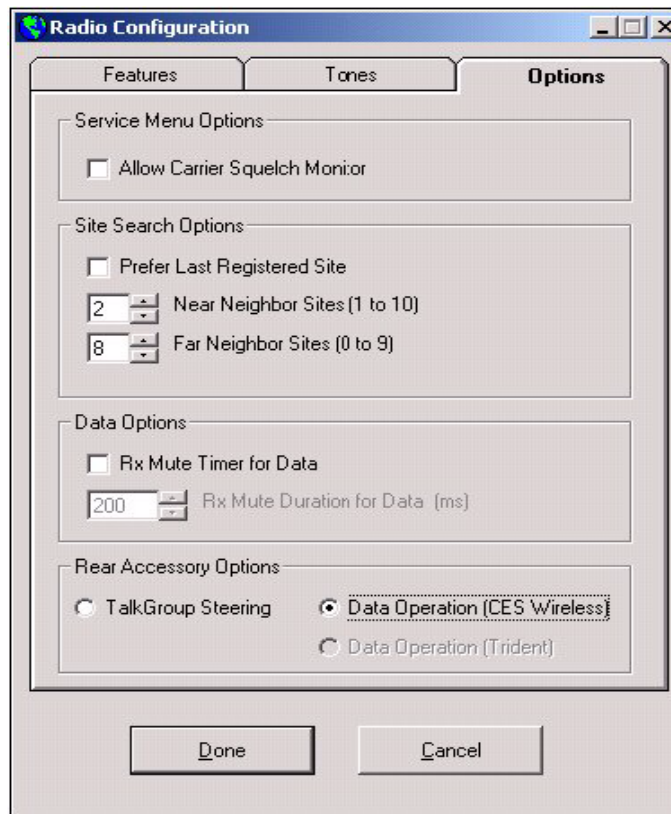 Radio Configuration
Features Tones Options
Service Menu Options
Allow Carrier Squelch Monitor
Site Search Options
Prefer Last Registered Site
2 Near Neighbor Sites (1 to 10)
8 Far Neighbor Sites (0 to 9)
Data Options
Rx Mute Timer for Data
200 Rx Mute Duration for Data (ms)
Rear Accessory Options
TalkGroup Steering Data Operation (CES Wireless)
Data Operation (Trident)
Done Cancel